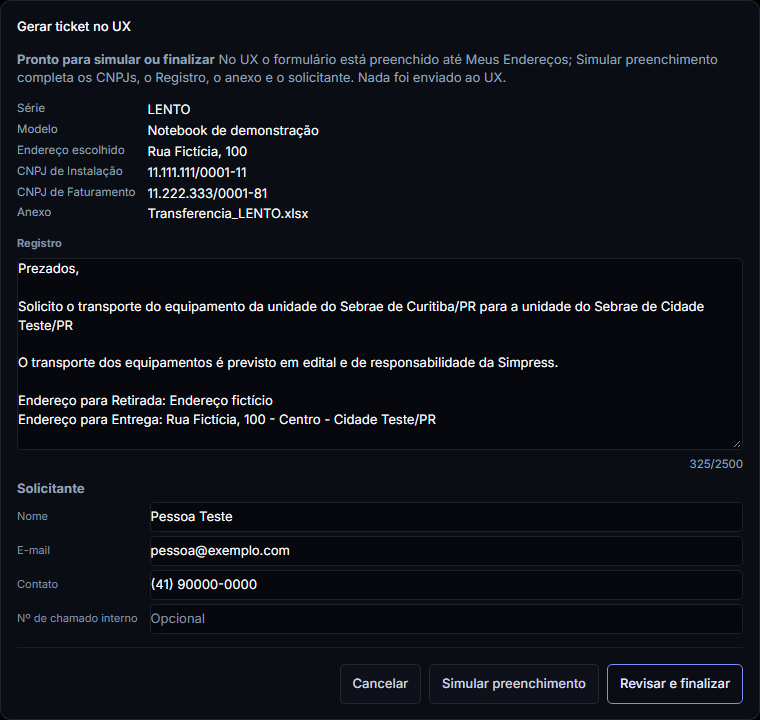 Gerar ticket no UX
Pronto para simular ou finalizar No UX o formulário está preenchido até Meus Endereços; Simular preenchimento
completa os CNPJs, o Registro, o anexo e o solicitante. Nada foi enviado ao UX.
Série LENTO
Modelo Notebook de demonstração
Endereço escolhido Rua Fictícia, 100
CNPJ de Instalação 11.111.111/0001-11
CNPJ de Faturamento 11.222.333/0001-81
Anexo Transferencia_LENTO.xlsx
Registro
Prezados,
Solicito o transporte do equipamento da unidade do Sebrae de Curitiba/PR para a unidade do Sebrae de Cidade
Teste/PR
O transporte dos equipamentos é previsto em edital e de responsabilidade da Simpress.
Endereço para Retirada: Endereço fictício
Endereço para Entrega: Rua Fictícia, 100 - Centro - Cidade Teste/PR
325/2500
Solicitante
Nome Pessoa Teste
E-mail pessoa@exemplo.com
Contato (41) 90000-0000
Nº de chamado interno Opcional
Cancelar Simular preenchimento Revisar e finalizar